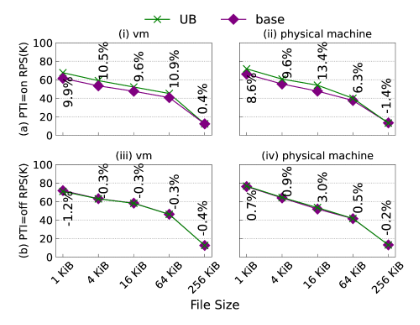 UB base
(i) vm
(ii) physical machine
(a) PTI=on RPS(K)
100
80
60
40
20
0
9.9%
10.5%
9.6%
10.9%
0.4%
8.6%
9.6%
13.4%
6.3%
-1.4%
(iii) vm
(iv) physical machine
(b) PTI=off RPS(K)
100
80
60
40
20
0
-1.2%
-0.3%
-0.3%
-0.3%
-0.4%
0.7%
0.9%
3.0%
0.5%
-0.2%
1 KiB
4 KiB
16 KiB
64 KiB
256 KiB
1 KiB
4 KiB
16 KiB
64 KiB
256 KiB
File Size